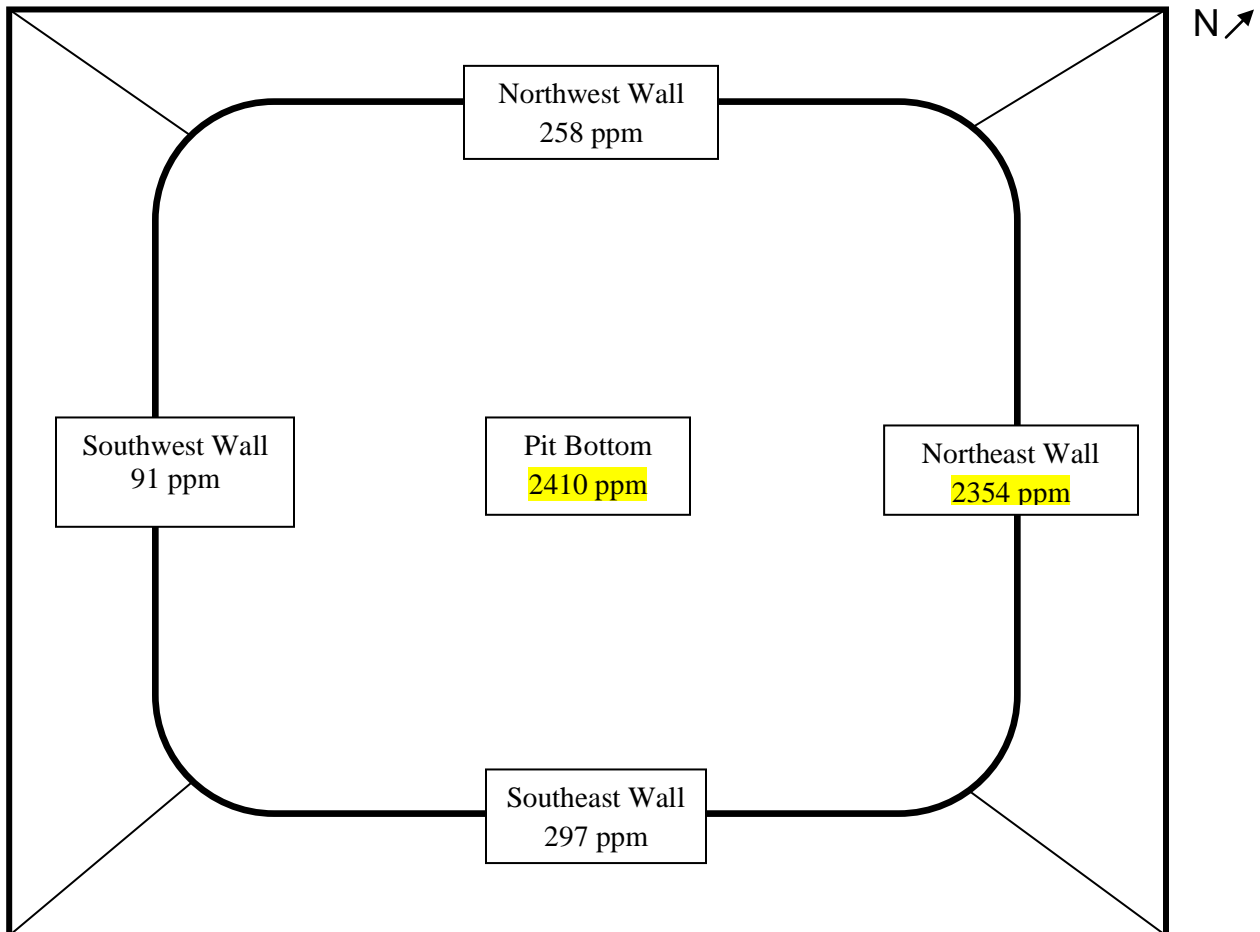 N
Northwest Wall
258 ppm
Southwest Wall
91 ppm
Pit Bottom
2410 ppm
Northeast Wall
2354 ppm
Southeast Wall
297 ppm